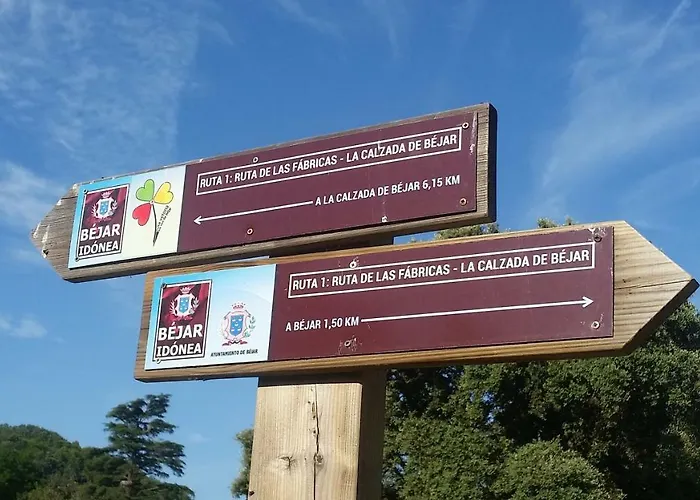 BÉJAR
IDÓNEA
RUTA 1: RUTA DE LAS FÁBRICAS - LA CALZADA DE BÉJAR
A LA CALZADA DE BÉJAR 6,15 KM
BÉJAR
IDÓNEA
AYUNTAMIENTO DE BÉJAR
RUTA 1: RUTA DE LAS FÁBRICAS - LA CALZADA DE BÉJAR
A BÉJAR 1,50 KM